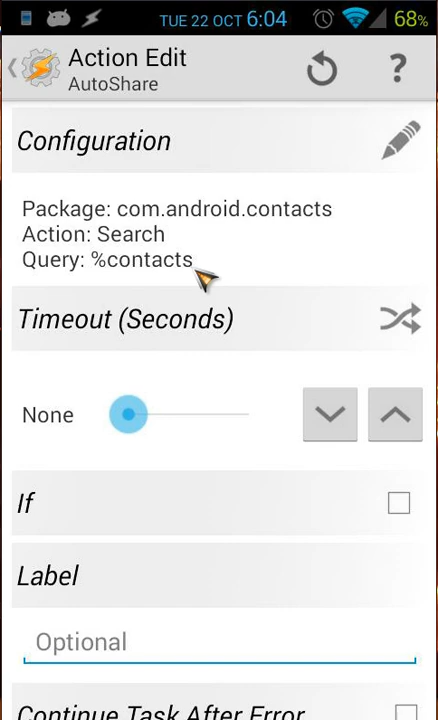 TUE 22 OCT 6:04 68%
Action Edit
AutoShare
?
Configuration
Package: com.android.contacts
Action: Search
Query: %contacts
Timeout (Seconds)
None
If
Label
Optional
Continue Task After Error